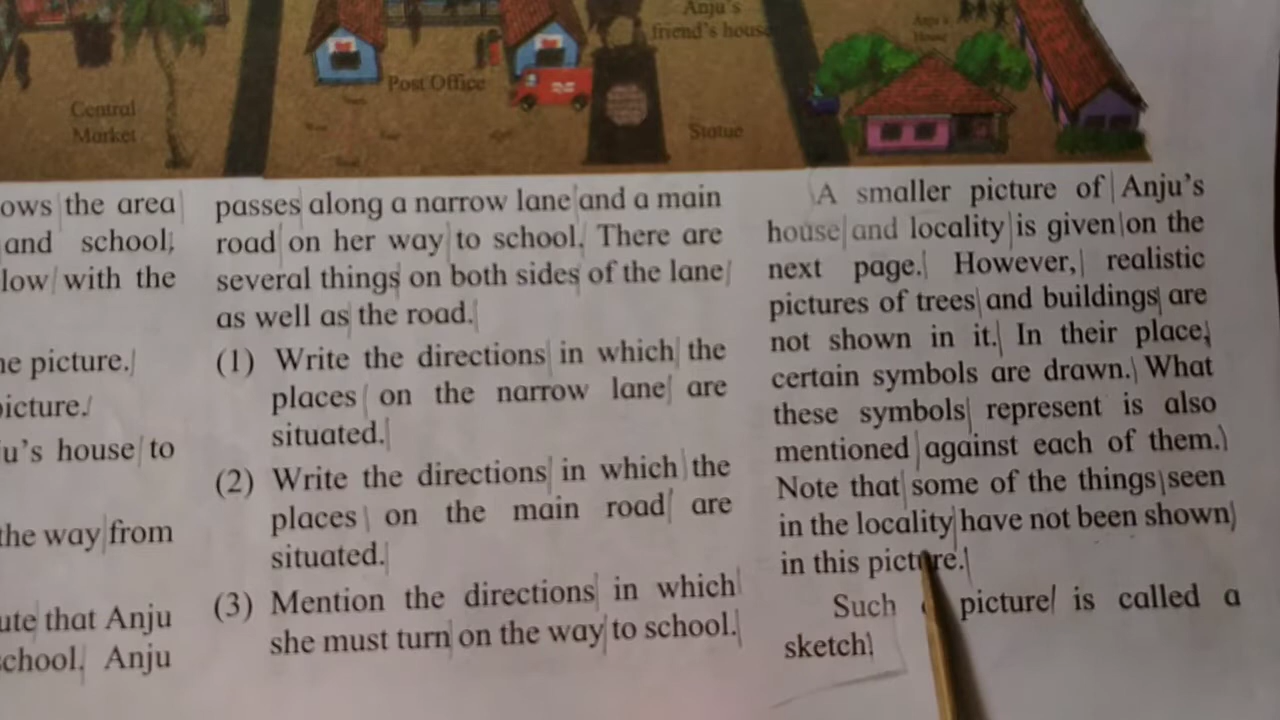 Anju's
friend's house
Anju's
House
Post Office
Central
Market
Statue
ows the area
and school,
low with the
he picture.
picture.
u's house to
the way from
ute that Anju
school. Anju
passes along a narrow lane and a main
road on her way to school. There are
several things on both sides of the lane
as well as the road.
(1) Write the directions in which the
places on the narrow lane are
situated.
(2) Write the directions in which the
places on the main road are
situated.
(3) Mention the directions in which
she must turn on the way to school.
A smaller picture of Anju's
house and locality is given on the
next page. However, realistic
pictures of trees and buildings are
not shown in it. In their place,
certain symbols are drawn. What
these symbols represent is also
mentioned against each of them.
Note that some of the things seen
in the locality have not been shown
in this picture.
Such picture is called a
sketch